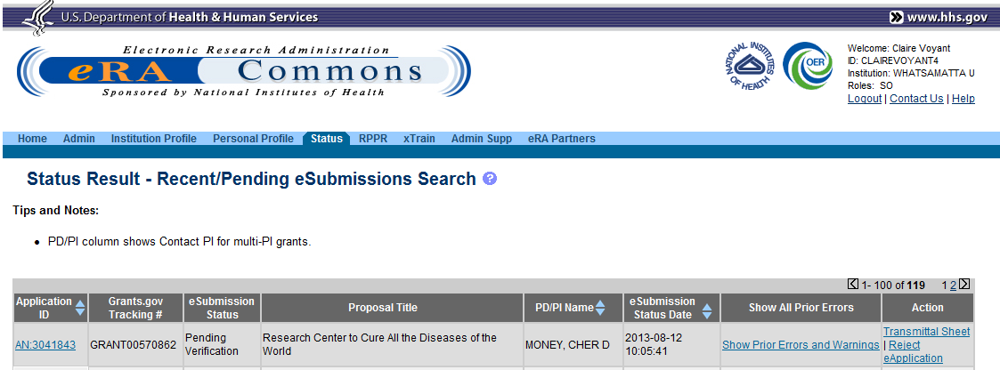 U.S. Department of Health & Human Services
www.hhs.gov
Electronic Research Administration
eRA Commons
Sponsored by National Institutes of Health
NATIONAL INSTITUTES OF HEALTH
OER
Welcome: Claire Voyant
ID: CLAIREVOYANT4
Institution: WHATSAMATTA U
Roles: SO
Logout | Contact Us | Help
Home Admin Institution Profile Personal Profile Status RPPR xTrain Admin Supp eRA Partners
Status Result - Recent/Pending eSubmissions Search ?
Tips and Notes:
• PD/PI column shows Contact PI for multi-PI grants.
1- 100 of 119 1 2
Application ID
Grants.gov Tracking #
eSubmission Status
Proposal Title
PD/PI Name
eSubmission Status Date
Show All Prior Errors
Action
AN:3041843
GRANT00570862
Pending
Verification
Research Center to Cure All the Diseases of the
World
MONEY, CHER D
2013-08-12
10:05:41
Show Prior Errors and Warnings
Transmittal Sheet
| Reject
eApplication